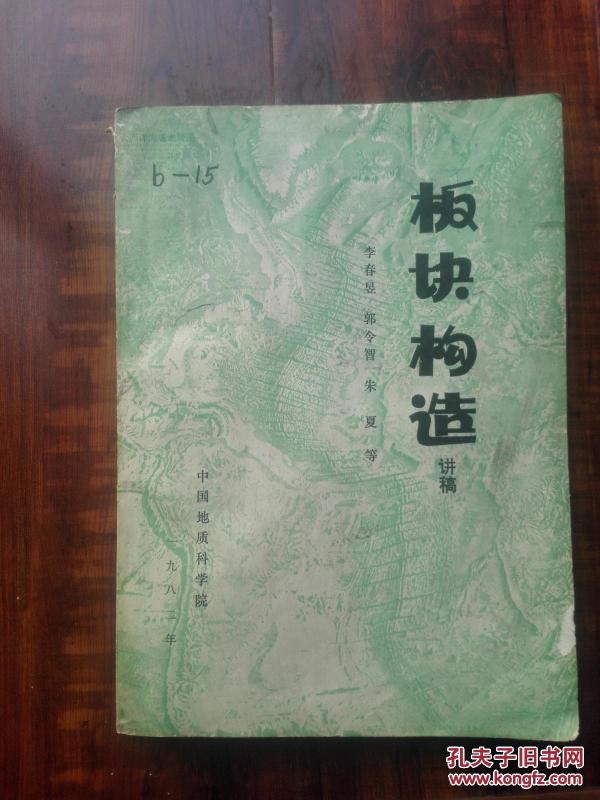 b-15
板块构造
讲稿
李春昱 郭令智 朱夏等
中国地质科学院
一九八二年
孔夫子旧书网
www.kongfz.com